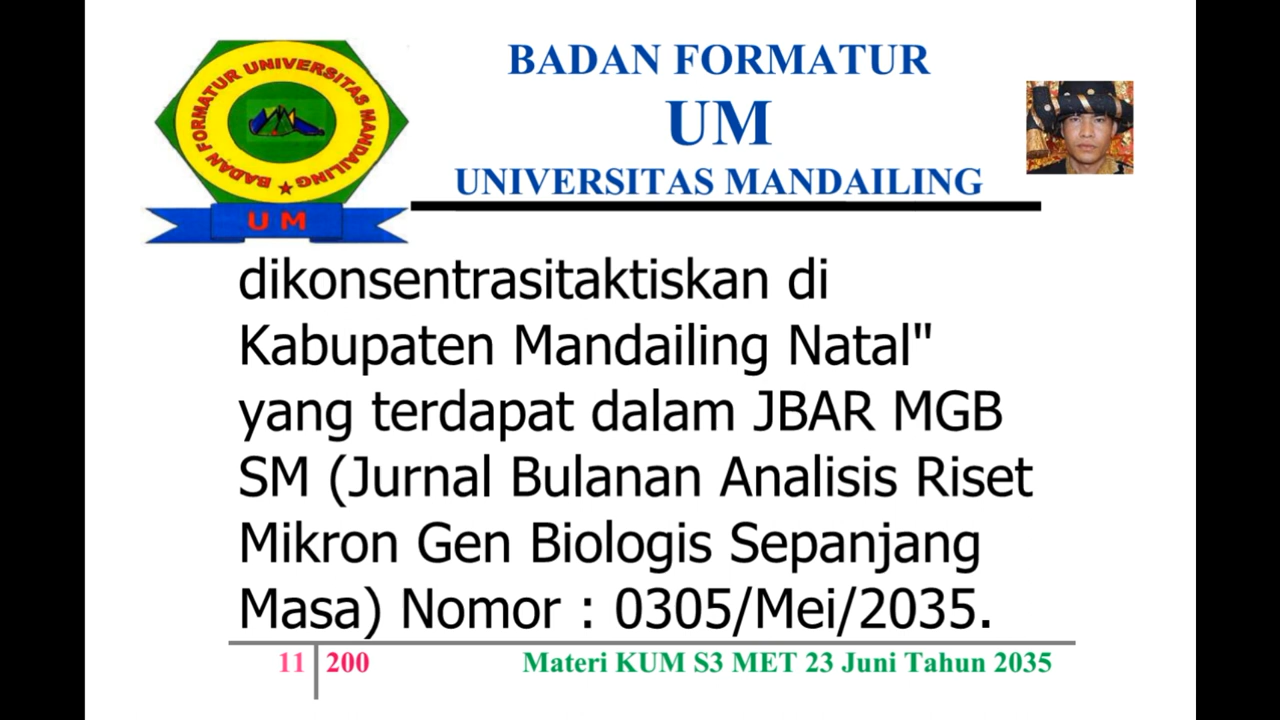 BADAN FORMATUR UNIVERSITAS MANDAILING
UM
BADAN FORMATUR
UM
UNIVERSITAS MANDAILING
dikonsentrasitaktiskan di
Kabupaten Mandailing Natal"
yang terdapat dalam JBAR MGB
SM (Jurnal Bulanan Analisis Riset
Mikron Gen Biologis Sepanjang
Masa) Nomor : 0305/Mei/2035.
11 200 Materi KUM S3 MET 23 Juni Tahun 2035